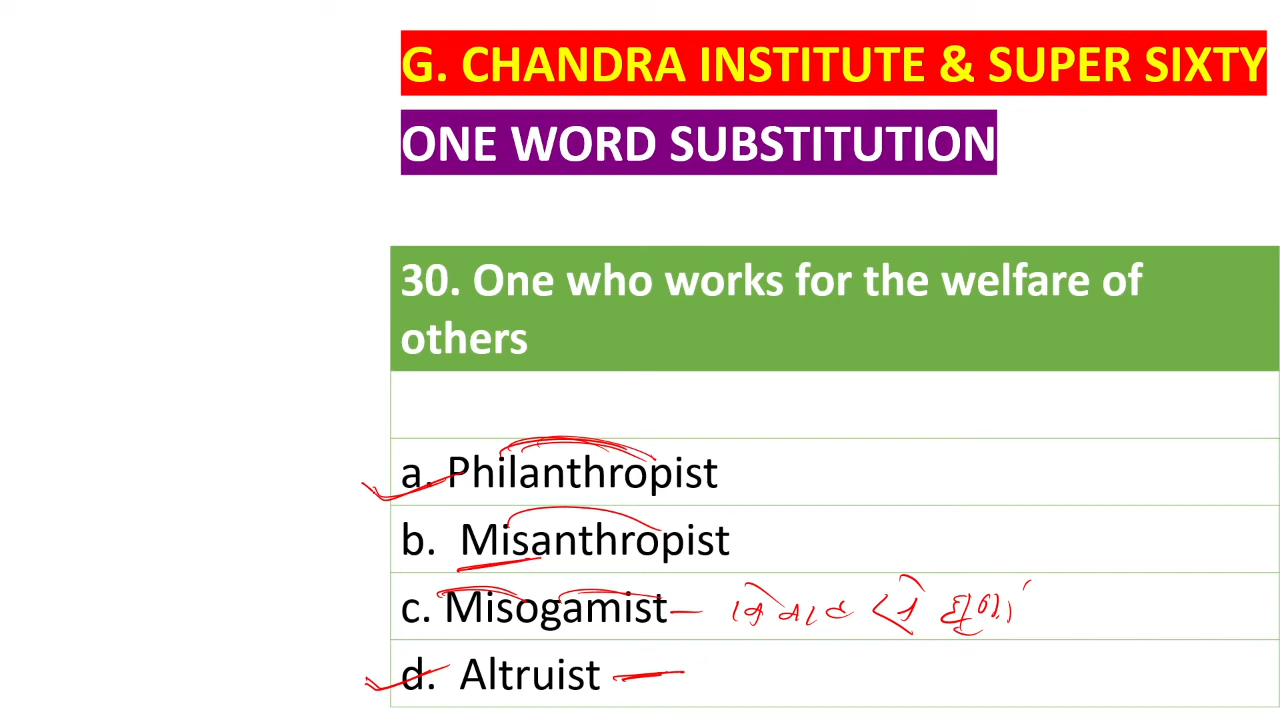 G. CHANDRA INSTITUTE & SUPER SIXTY
ONE WORD SUBSTITUTION
30. One who works for the welfare of
others
a. Philanthropist
b. Misanthropist
c. Misogamist – विवाह से घृणा
d. Altruist –